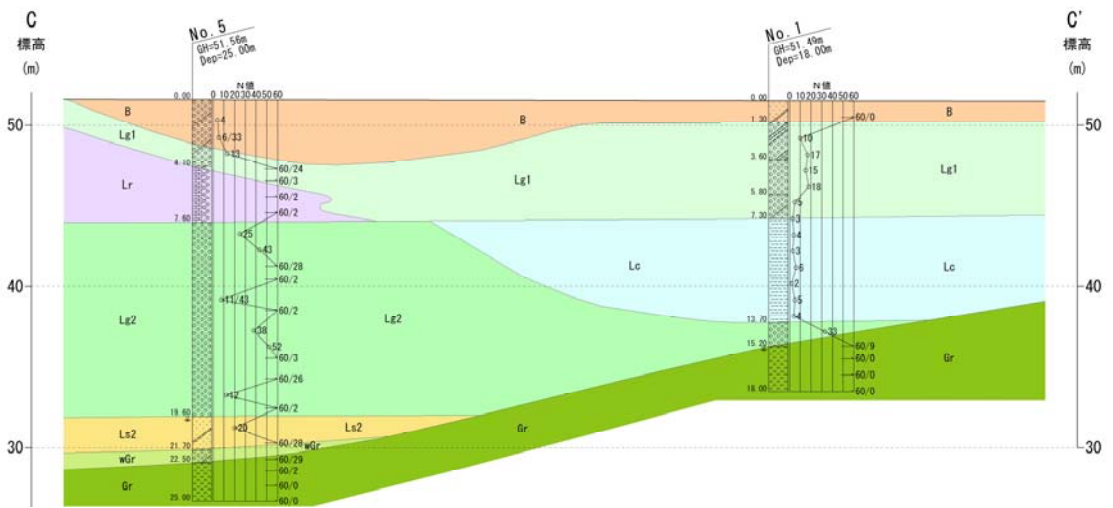 C
標高
(m)
No. 5
GH=51.56m
Dep=25.00m
No. 1
GH=51.49m
Dep=18.00m
C'
標高
(m)
N値
0 10 20 30 40 50 60
N値
0 10 20 30 40 50 60
50
40
30
50
40
30
0.00
4.10
7.60
19.60
21.70
22.50
25.00
4
6/33
13
60/24
60/3
60/2
60/2
25
43
60/28
60/2
11/43
60/2
38
52
60/3
60/26
12
60/2
20
60/28
60/29
60/2
60/0
60/0
0.00
1.30
3.60
5.80
7.30
13.70
15.20
18.00
60/0
10
17
15
18
5
3
4
3
6
2
5
4
33
60/9
60/0
60/0
60/0
B
B
B
Lg1
Lg1
Lg1
Lr
Lc
Lc
Lg2
Lg2
Ls2
Ls2
wGr
wGr
Gr
Gr
Gr